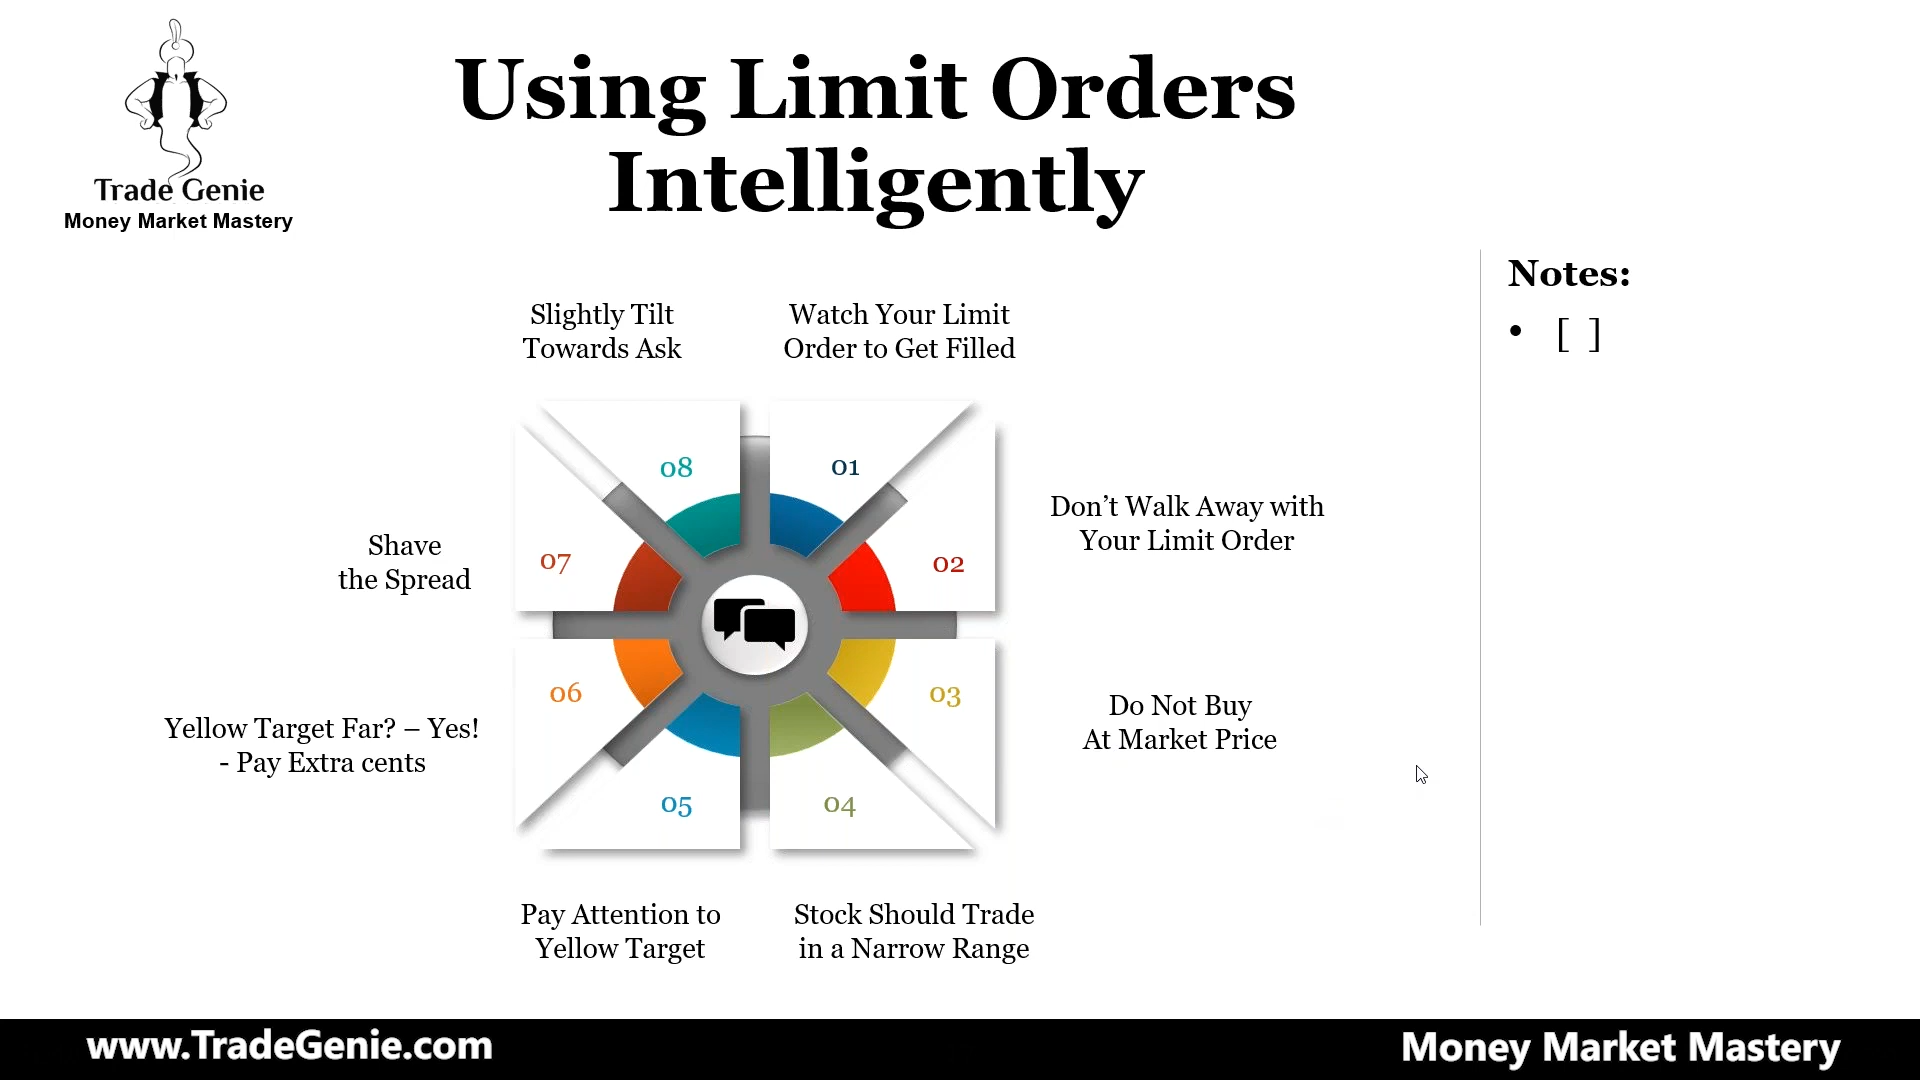 Trade Genie
Money Market Mastery
Using Limit Orders
Intelligently
Notes:
• [ ]
Slightly Tilt
Towards Ask
Watch Your Limit
Order to Get Filled
08
01
Don’t Walk Away with
Your Limit Order
Shave
the Spread
07
02
06
03
Yellow Target Far? – Yes!
- Pay Extra cents
Do Not Buy
At Market Price
05
04
Pay Attention to
Yellow Target
Stock Should Trade
in a Narrow Range
www.TradeGenie.com
Money Market Mastery